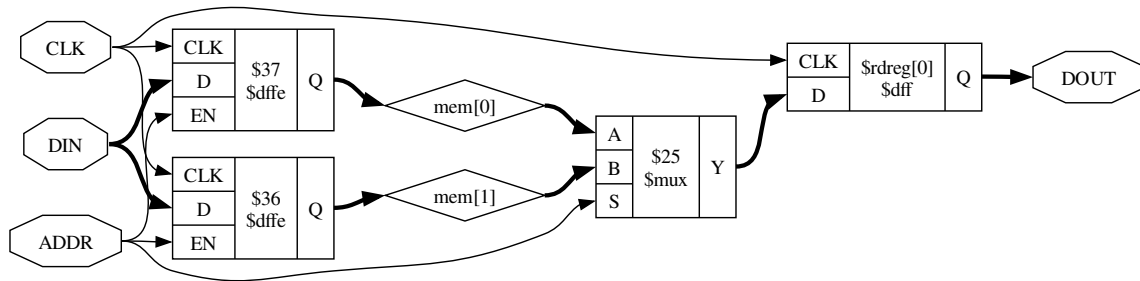 CLK
DIN
ADDR
CLK
D
EN
$37
$dffe
Q
CLK
D
EN
$36
$dffe
Q
mem[0]
mem[1]
A
B
S
$25
$mux
Y
CLK
D
$rdreg[0]
$dff
Q
DOUT